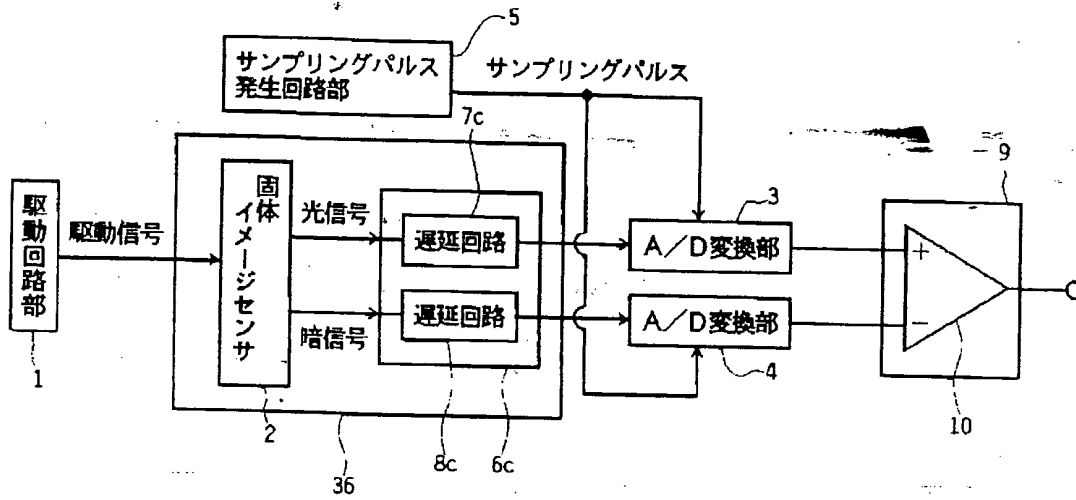 5
サンプリングパルス
発生回路部
サンプリングパルス
7c
9
駆動回路部
駆動信号
固体
イメージセンサ
光信号
遅延回路
3
A/D変換部
+
暗信号
遅延回路
A/D変換部
−
1
2
8c
6c
4
10
36